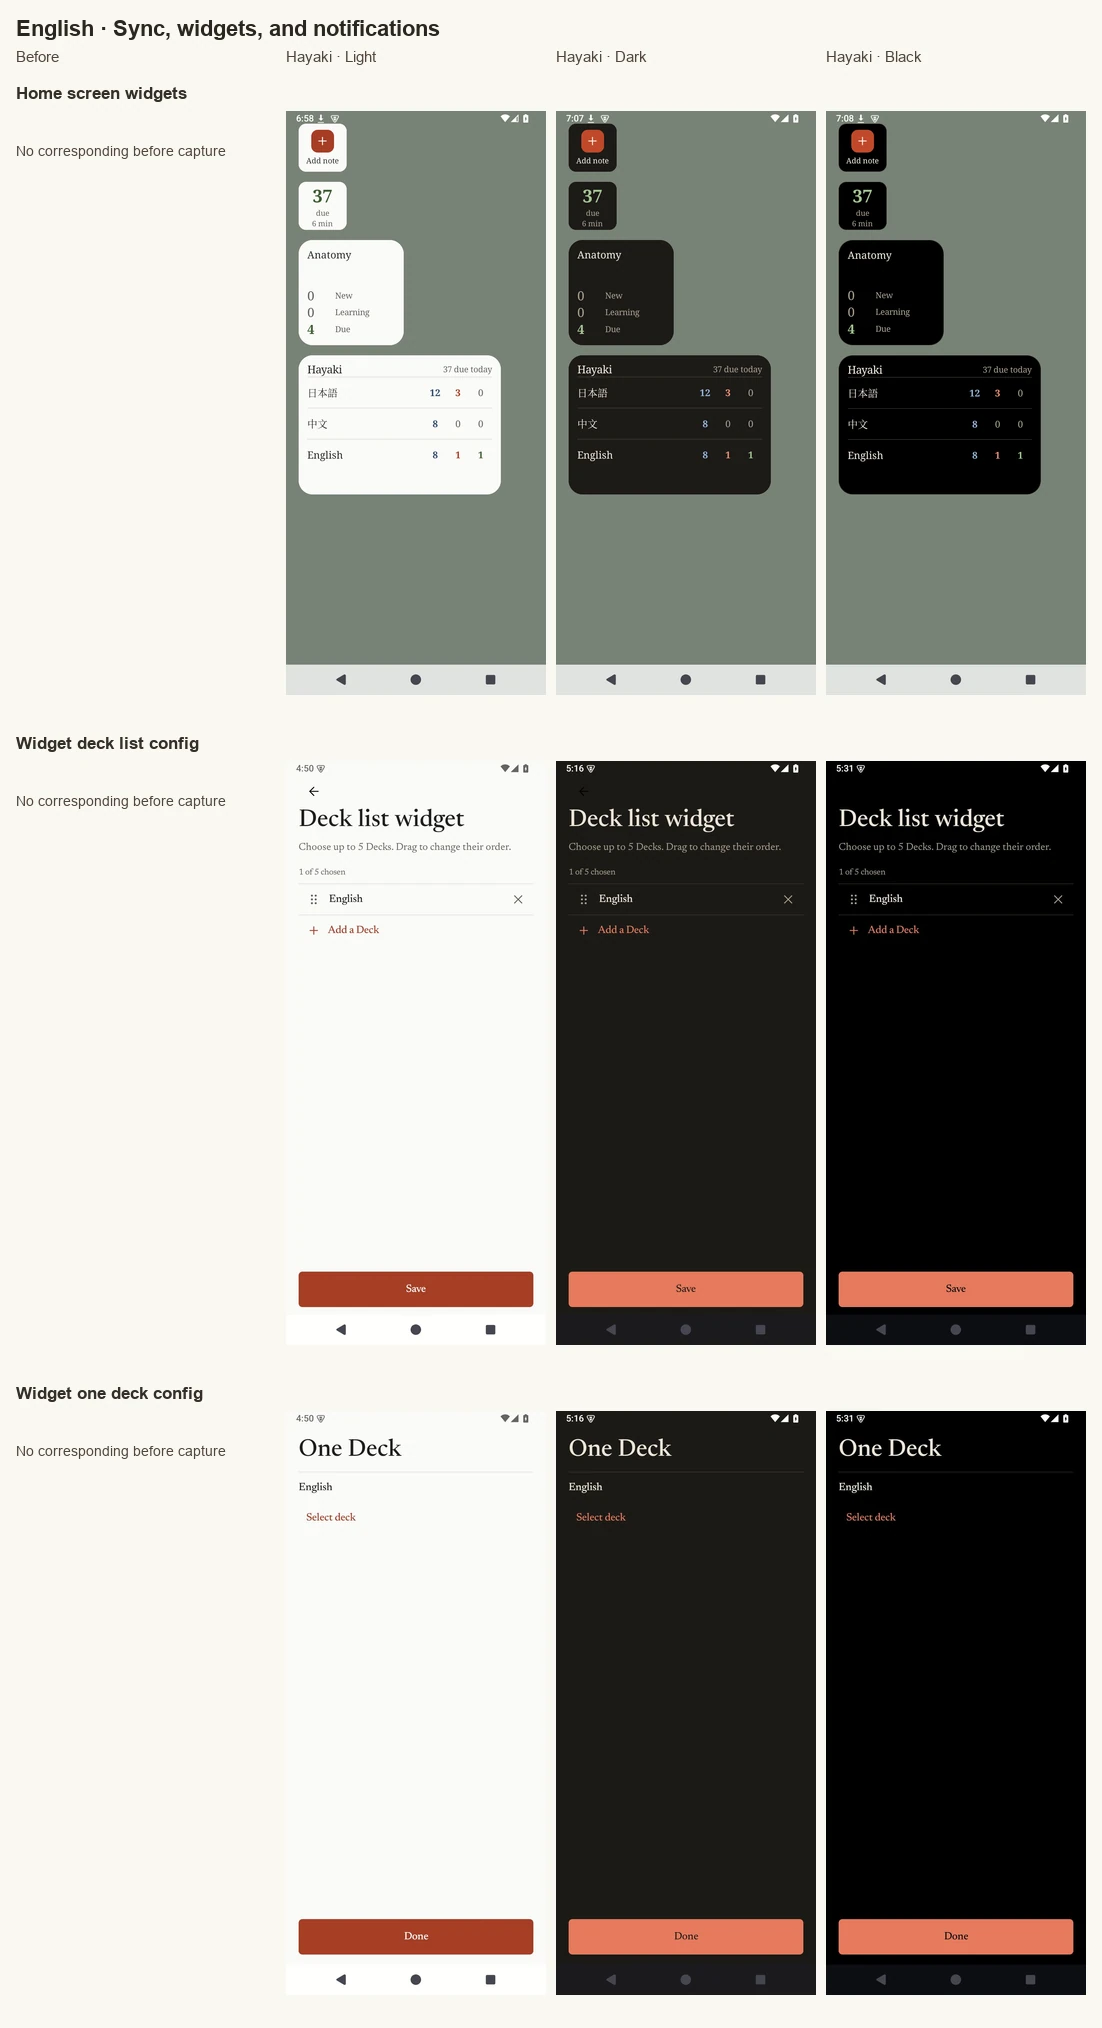 English · Sync, widgets, and notifications
Before Hayaki · Light Hayaki · Dark Hayaki · Black
Home screen widgets
No corresponding before capture
6:58
Add note
37
due
6 min
Anatomy
0 New
0 Learning
4 Due
Hayaki 37 due today
日本語 12 3 0
中文 8 0 0
English 8 1 1
7:07
Add note
37
due
6 min
Anatomy
0 New
0 Learning
4 Due
Hayaki 37 due today
日本語 12 3 0
中文 8 0 0
English 8 1 1
7:08
Add note
37
due
6 min
Anatomy
0 New
0 Learning
4 Due
Hayaki 37 due today
日本語 12 3 0
中文 8 0 0
English 8 1 1
Widget deck list config
No corresponding before capture
4:50
Deck list widget
Choose up to 5 Decks. Drag to change their order.
1 of 5 chosen
English
Add a Deck
Save
5:16
Deck list widget
Choose up to 5 Decks. Drag to change their order.
1 of 5 chosen
English
Add a Deck
Save
5:31
Deck list widget
Choose up to 5 Decks. Drag to change their order.
1 of 5 chosen
English
Add a Deck
Save
Widget one deck config
No corresponding before capture
4:50
One Deck
English
Select deck
Done
5:16
One Deck
English
Select deck
Done
5:31
One Deck
English
Select deck
Done